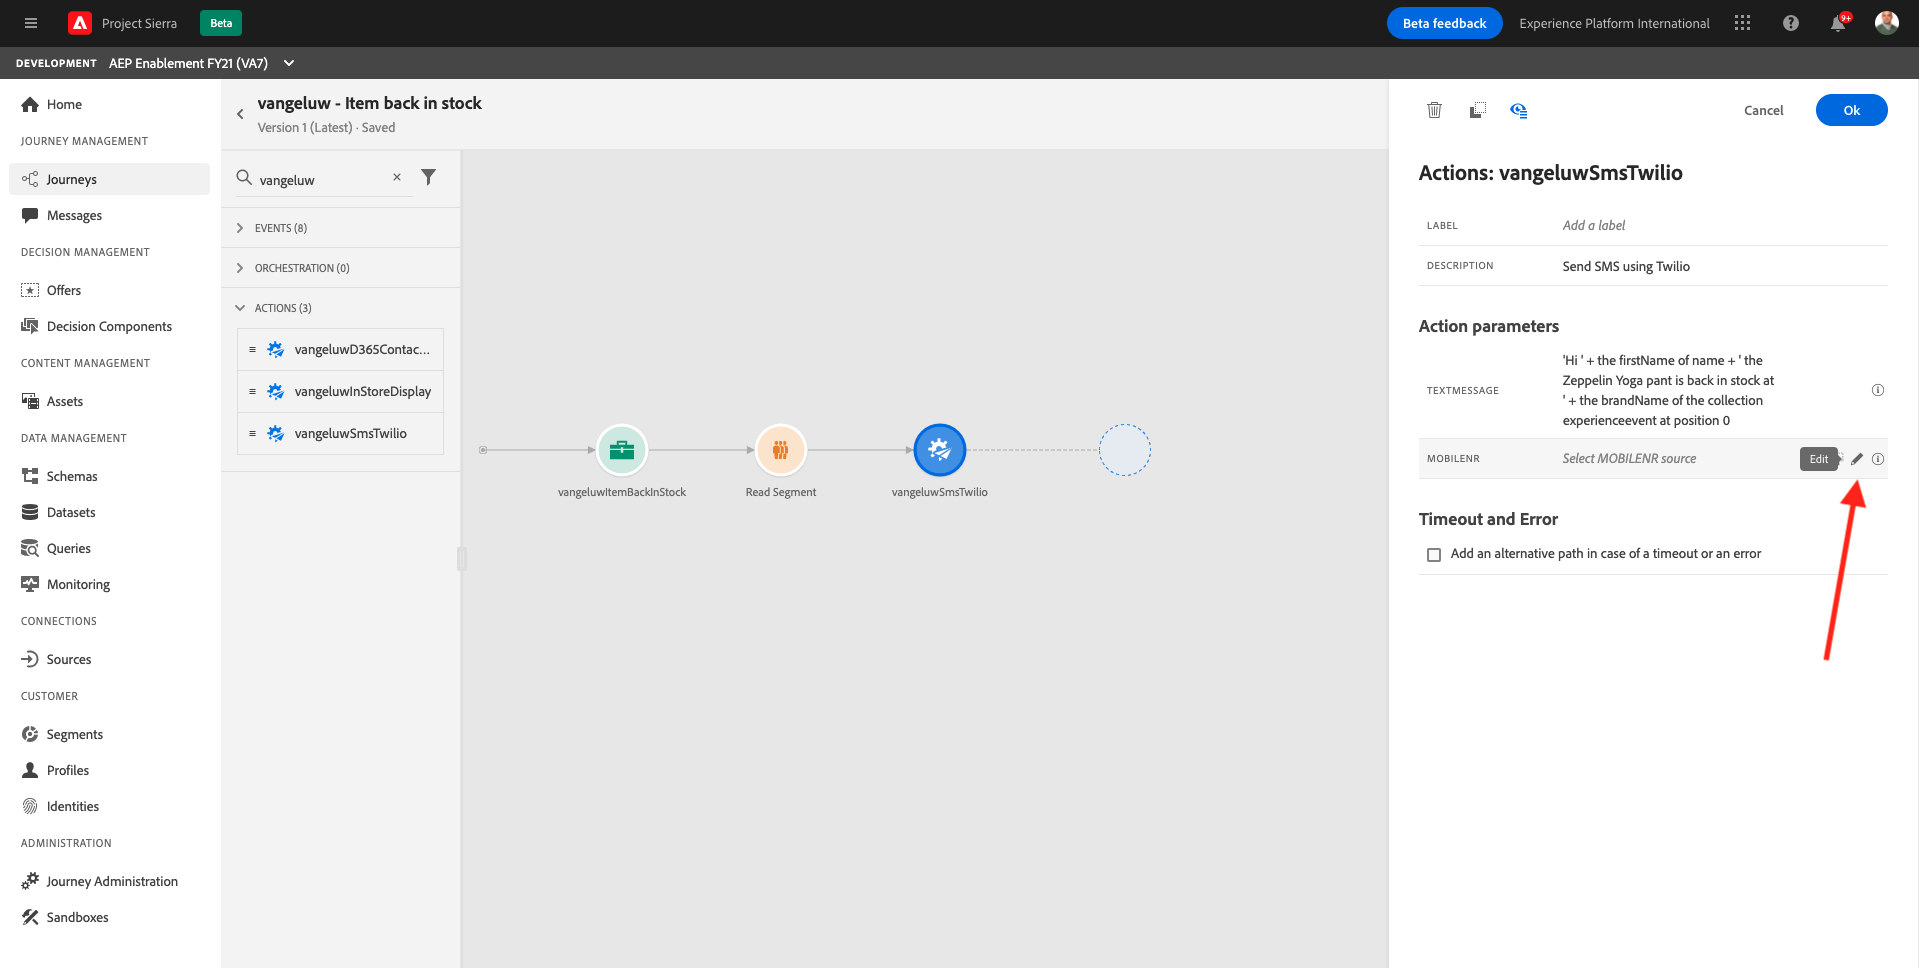 Project Sierra
Beta
Beta feedback
Experience Platform International
9+
DEVELOPMENT
AEP Enablement FY21 (VA7)
Home
JOURNEY MANAGEMENT
Journeys
Messages
DECISION MANAGEMENT
Offers
Decision Components
CONTENT MANAGEMENT
Assets
DATA MANAGEMENT
Schemas
Datasets
Queries
Monitoring
CONNECTIONS
Sources
CUSTOMER
Segments
Profiles
Identities
ADMINISTRATION
Journey Administration
Sandboxes
vangeluw - Item back in stock
Version 1 (Latest) · Saved
vangeluw
EVENTS (8)
ORCHESTRATION (0)
ACTIONS (3)
vangeluwD365Contac...
vangeluwInStoreDisplay
vangeluwSmsTwilio
vangeluwItemBackInStock
Read Segment
vangeluwSmsTwilio
Cancel
Ok
Actions: vangeluwSmsTwilio
LABEL
Add a label
DESCRIPTION
Send SMS using Twilio
Action parameters
TEXTMESSAGE
'Hi ' + the firstName of name + ' the
Zeppelin Yoga pant is back in stock at
' + the brandName of the collection
experienceevent at position 0
MOBILENR
Select MOBILENR source
Edit
Timeout and Error
Add an alternative path in case of a timeout or an error